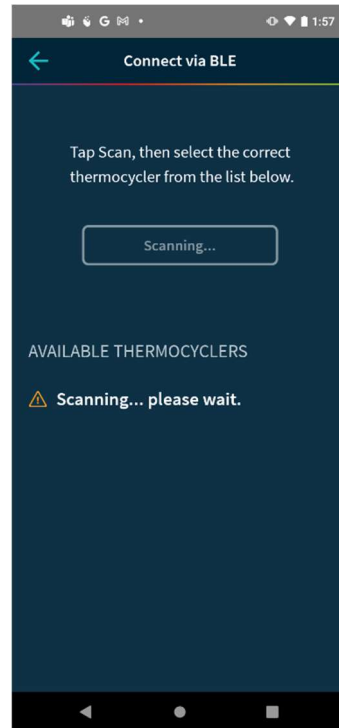 1:57
Connect via BLE
Tap Scan, then select the correct
thermocycler from the list below.
Scanning...
AVAILABLE THERMOCYCLERS
Scanning... please wait.